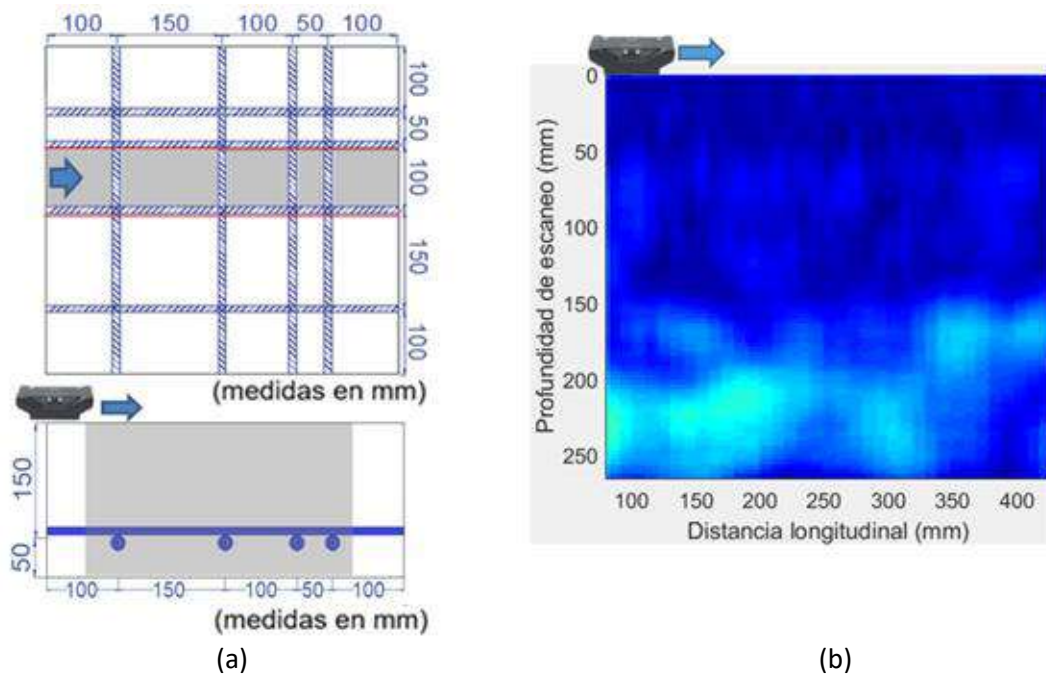 100 150 100 50 100
100
50
100
150
100
(medidas en mm)
150
50
100 150 100 50 100
(medidas en mm)
(a)
0
50
100
150
200
250
Profundidad de escaneo (mm)
100 150 200 250 300 350 400
Distancia longitudinal (mm)
(b)